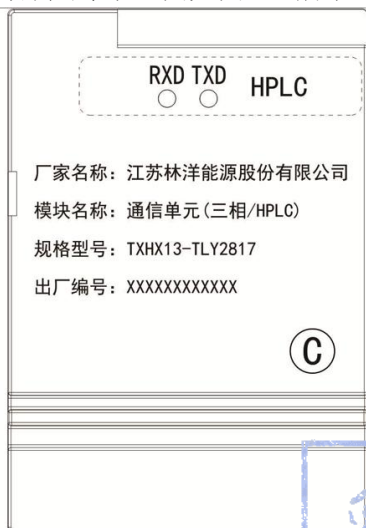 RXD TXD HPLC
厂家名称：江苏林洋能源股份有限公司
模块名称：通信单元(三相/HPLC)
规格型号：TXHX13-TLY2817
出厂编号：XXXXXXXXXXXX
C